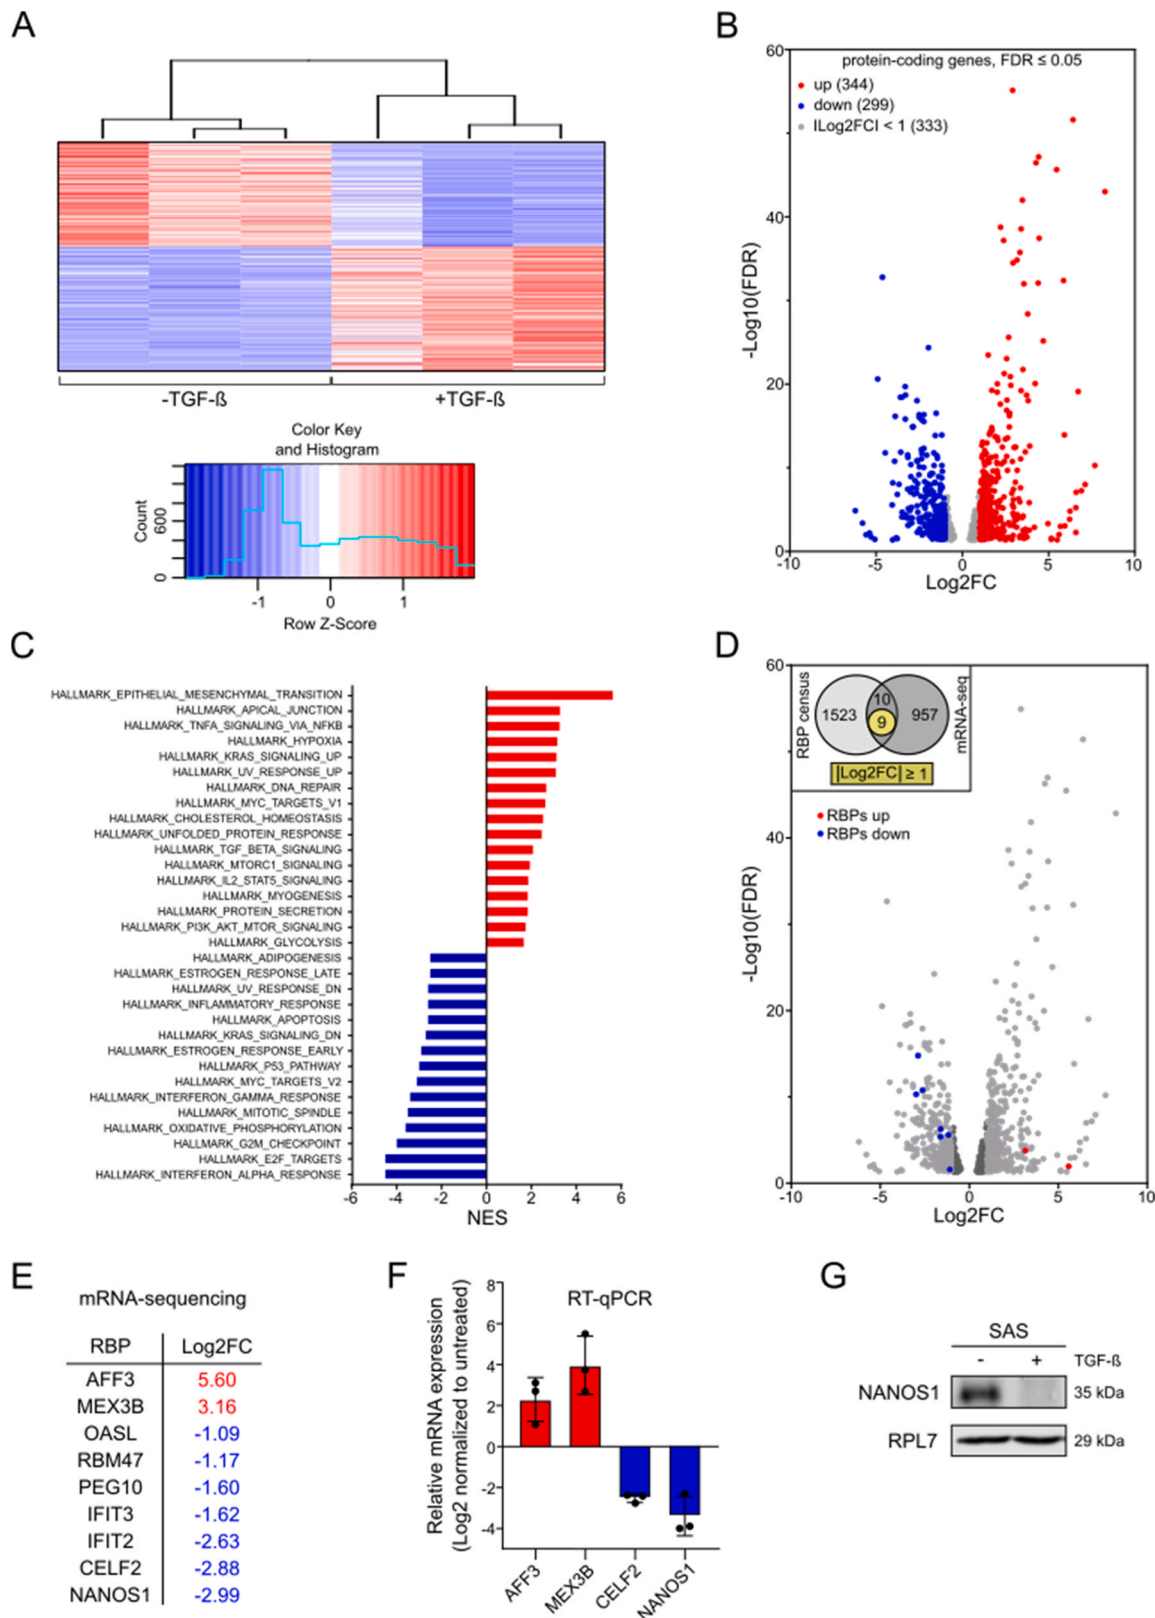 A
-TGF-ß
+TGF-ß
Color Key
and Histogram
Count
0
600
-1
0
1
Row Z-Score
B
protein-coding genes, FDR ≤ 0.05
up (344)
down (299)
ILog2FCI < 1 (333)
-Log10(FDR)
60
40
20
0
-10
-5
0
5
10
Log2FC
C
HALLMARK_EPITHELIAL_MESENCHYMAL_TRANSITION
HALLMARK_APICAL_JUNCTION
HALLMARK_TNFA_SIGNALING_VIA_NFKB
HALLMARK_HYPOXIA
HALLMARK_KRAS_SIGNALING_UP
HALLMARK_UV_RESPONSE_UP
HALLMARK_DNA_REPAIR
HALLMARK_MYC_TARGETS_V1
HALLMARK_CHOLESTEROL_HOMEOSTASIS
HALLMARK_UNFOLDED_PROTEIN_RESPONSE
HALLMARK_TGF_BETA_SIGNALING
HALLMARK_MTORC1_SIGNALING
HALLMARK_IL2_STAT5_SIGNALING
HALLMARK_MYOGENESIS
HALLMARK_PROTEIN_SECRETION
HALLMARK_PI3K_AKT_MTOR_SIGNALING
HALLMARK_GLYCOLYSIS
HALLMARK_ADIPOGENESIS
HALLMARK_ESTROGEN_RESPONSE_LATE
HALLMARK_UV_RESPONSE_DN
HALLMARK_INFLAMMATORY_RESPONSE
HALLMARK_APOPTOSIS
HALLMARK_KRAS_SIGNALING_DN
HALLMARK_ESTROGEN_RESPONSE_EARLY
HALLMARK_P53_PATHWAY
HALLMARK_MYC_TARGETS_V2
HALLMARK_INTERFERON_GAMMA_RESPONSE
HALLMARK_MITOTIC_SPINDLE
HALLMARK_OXIDATIVE_PHOSPHORYLATION
HALLMARK_G2M_CHECKPOINT
HALLMARK_E2F_TARGETS
HALLMARK_INTERFERON_ALPHA_RESPONSE
-6
-4
-2
0
2
4
6
NES
D
RBP census
1523
10
9
957
mRNA-seq
|Log2FC| ≥ 1
RBPs up
RBPs down
-Log10(FDR)
60
40
20
0
-10
-5
0
5
10
Log2FC
E
mRNA-sequencing
RBP Log2FC
AFF3 5.60
MEX3B 3.16
OASL -1.09
RBM47 -1.17
PEG10 -1.60
IFIT3 -1.62
IFIT2 -2.63
CELF2 -2.88
NANOS1 -2.99
F
RT-qPCR
Relative mRNA expression
(Log2 normalized to untreated)
8
6
4
2
0
-2
-4
AFF3
MEX3B
CELF2
NANOS1
G
SAS
- + TGF-ß
NANOS1 35 kDa
RPL7 29 kDa